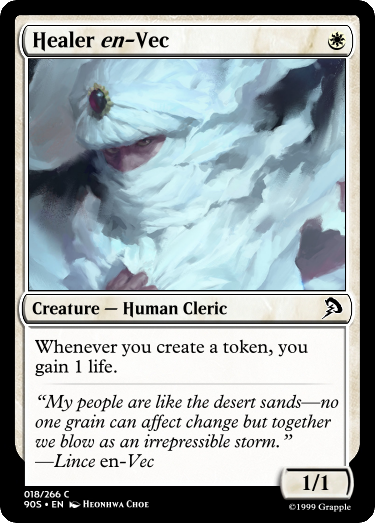 Healer en-Vec
Creature — Human Cleric
Whenever you create a token, you
gain 1 life.
“My people are like the desert sands—no
one grain can affect change but together
we blow as an irrepressible storm.”
—Lince en-Vec
1/1
018/266 C
90S • EN Heonhwa Choe
©1999 Grapple